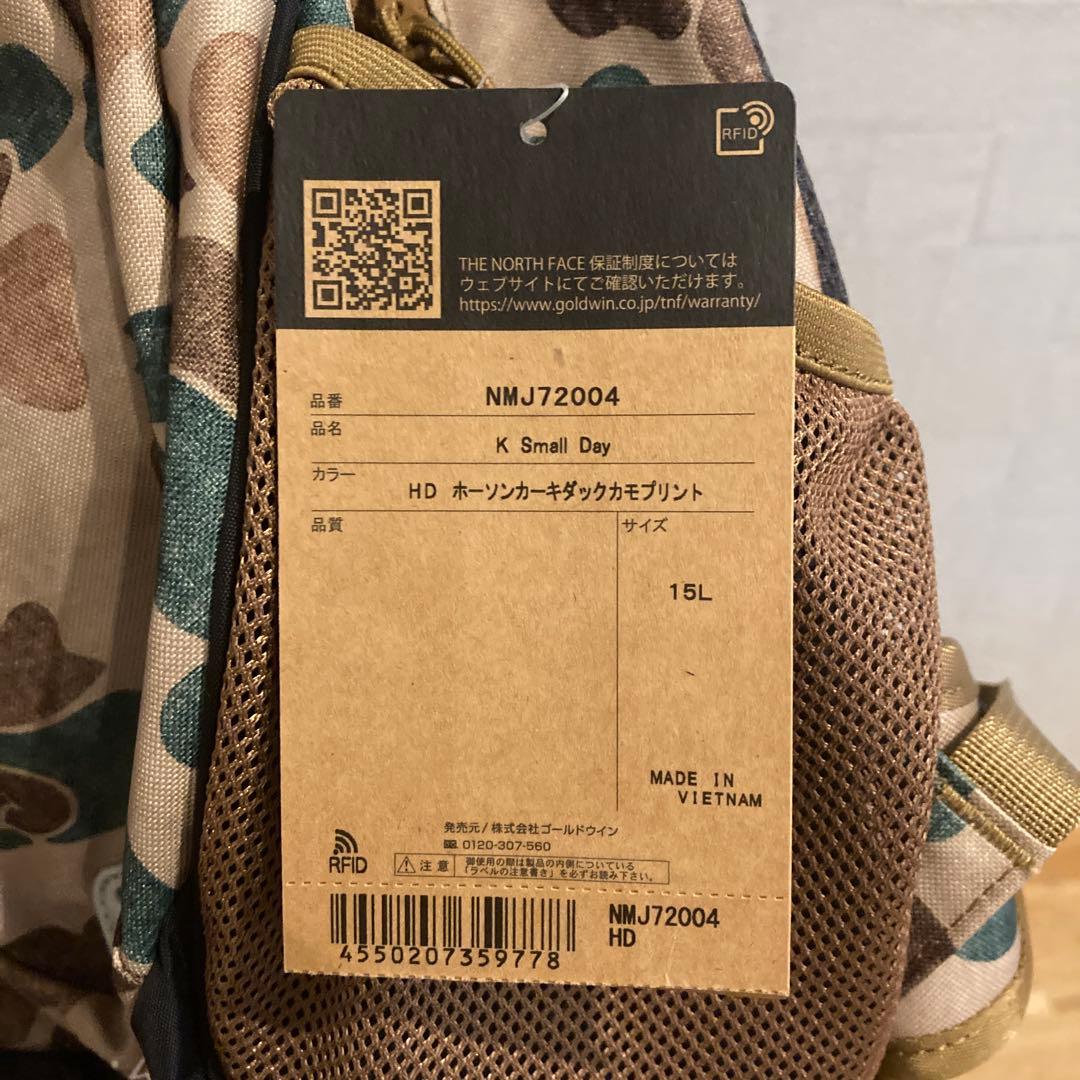 RFID
THE NORTH FACE 保証制度については
ウェブサイトにてご確認いただけます。
https://www.goldwin.co.jp/tnf/warranty/
品番 NMJ72004
品名 K Small Day
カラー HD ホーソンカーキダックカモプリント
品質 サイズ
15L
MADE IN
VIETNAM
発売元/株式会社ゴールドウイン
0120-307-560
RFID
注意 御使用の際は製品の内側についている
「ラベルの注意書き」を必ずお読み下さい。
NMJ72004
HD
4550207359778